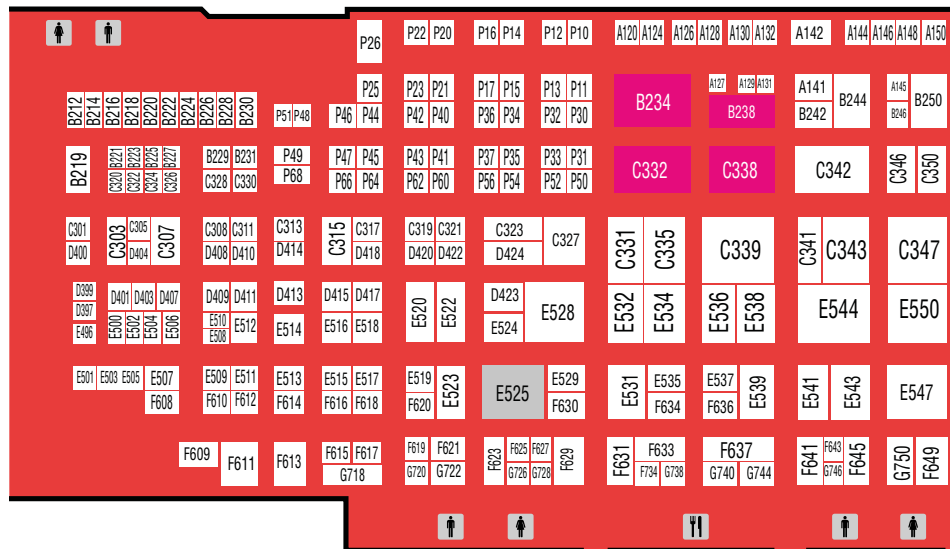 P26 P22 P20 P16 P14 P12 P10 A120 A124 A126 A128 A130 A132 A142 A144 A146 A148 A150
P25 P23 P21 P17 P15 P13 P11 B234 A127 A129 A131 A141 B244 A145 B250
B212 B214 B216 B218 B220 B222 B224 B226 B228 B230 P51 P48 P46 P44 P42 P40 P36 P34 P32 P30 B238 B242 B246
B219 B221 B223 B225 B227 B229 B231 P49 P47 P45 P43 P41 P37 P35 P33 P31 C332 C338 C342 C346 C350
C320 C322 C324 C326 C328 C330 P68 P66 P64 P62 P60 P56 P54 P52 P50
C301 C303 C305 C307 C308 C311 C313 C315 C317 C319 C321 C323 C327 C331 C335 C339 C341 C343 C347
D400 D404 D408 D410 D414 D418 D420 D422 D424
D399 D401 D403 D407 D409 D411 D413 D415 D417 E520 E522 D423 E528 E532 E534 E536 E538 E544 E550
D397
E496 E500 E502 E504 E506 E510 E508 E512 E514 E516 E518 E524
E501 E503 E505 E507 E509 E511 E513 E515 E517 E519 E523 E525 E529 E531 E535 E537 E539 E541 E543 E547
F608 F610 F612 F614 F616 F618 F620 F630 F634 F636
F609 F611 F613 F615 F617 F619 F621 F623 F625 F627 F629 F631 F633 F637 F641 F643 F645 G750 F649
G718 G720 G722 G726 G728 F734 G738 G740 G744 G746